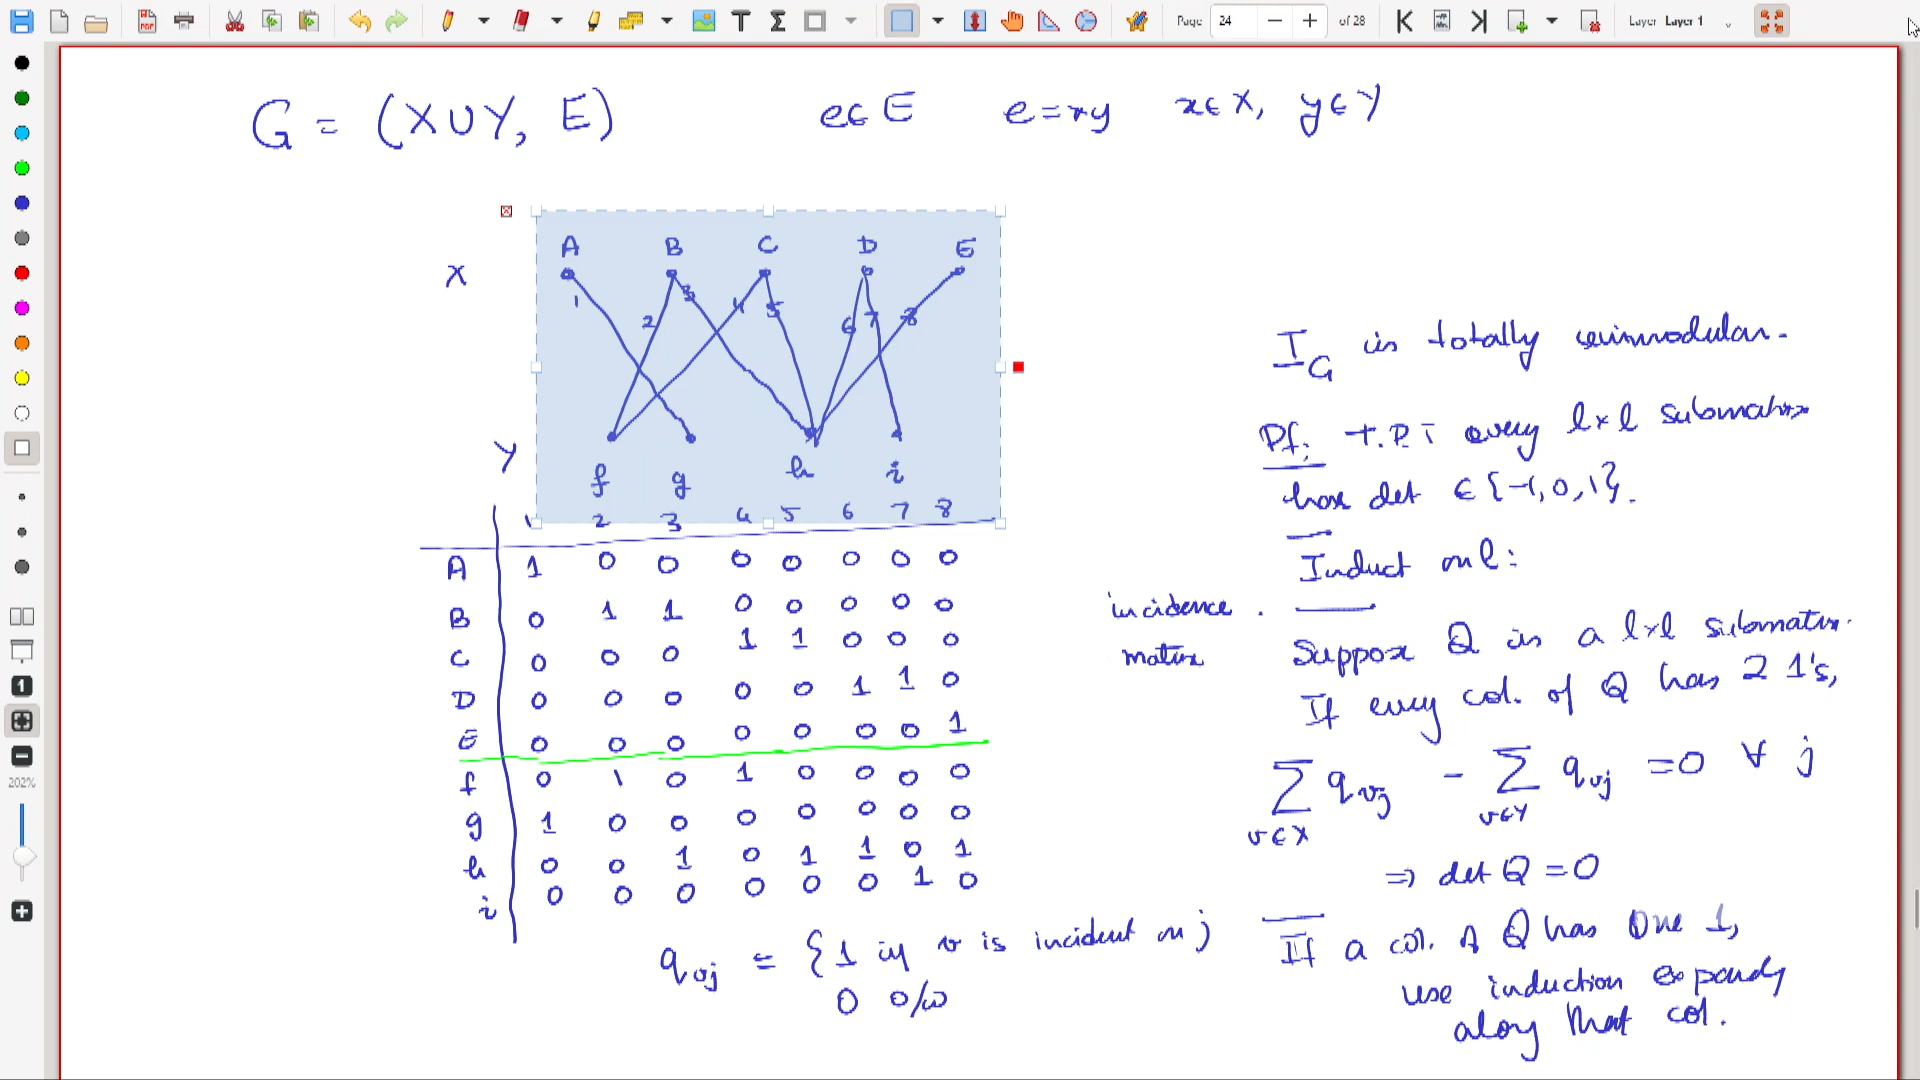 Page 24 of 28 Layer Layer 1
G = (X∪Y, E) e∈E e=xy x∈X, y∈Y
A B C D E
X
1 2 3 4 5 6 7 8
Y
f g h i
1 2 3 4 5 6 7 8
A 1 0 0 0 0 0 0 0
B 0 1 1 0 0 0 0 0
C 0 0 0 1 1 0 0 0
D 0 0 0 0 0 1 1 0
E 0 0 0 0 0 0 0 1
f 0 1 0 1 0 0 0 0
g 1 0 0 0 0 0 0 0
h 0 0 1 0 1 1 0 1
i 0 0 0 0 0 0 1 0
q_vj = { 1 if v is incident on j
0 o/w
incidence
matrix
I_G is totally unimodular.
Pf: T.P.T every l×l submatrix
has det ∈ {-1, 0, 1}.
Induct on l:
Suppose Q is a l×l submatrix.
If every col. of Q has 2 1's,
∑ q_vj - ∑ q_vj = 0 ∀ j
v∈X v∈Y
⇒ det Q = 0
If a col. of Q has one 1,
use induction expandg
along that col.
202%